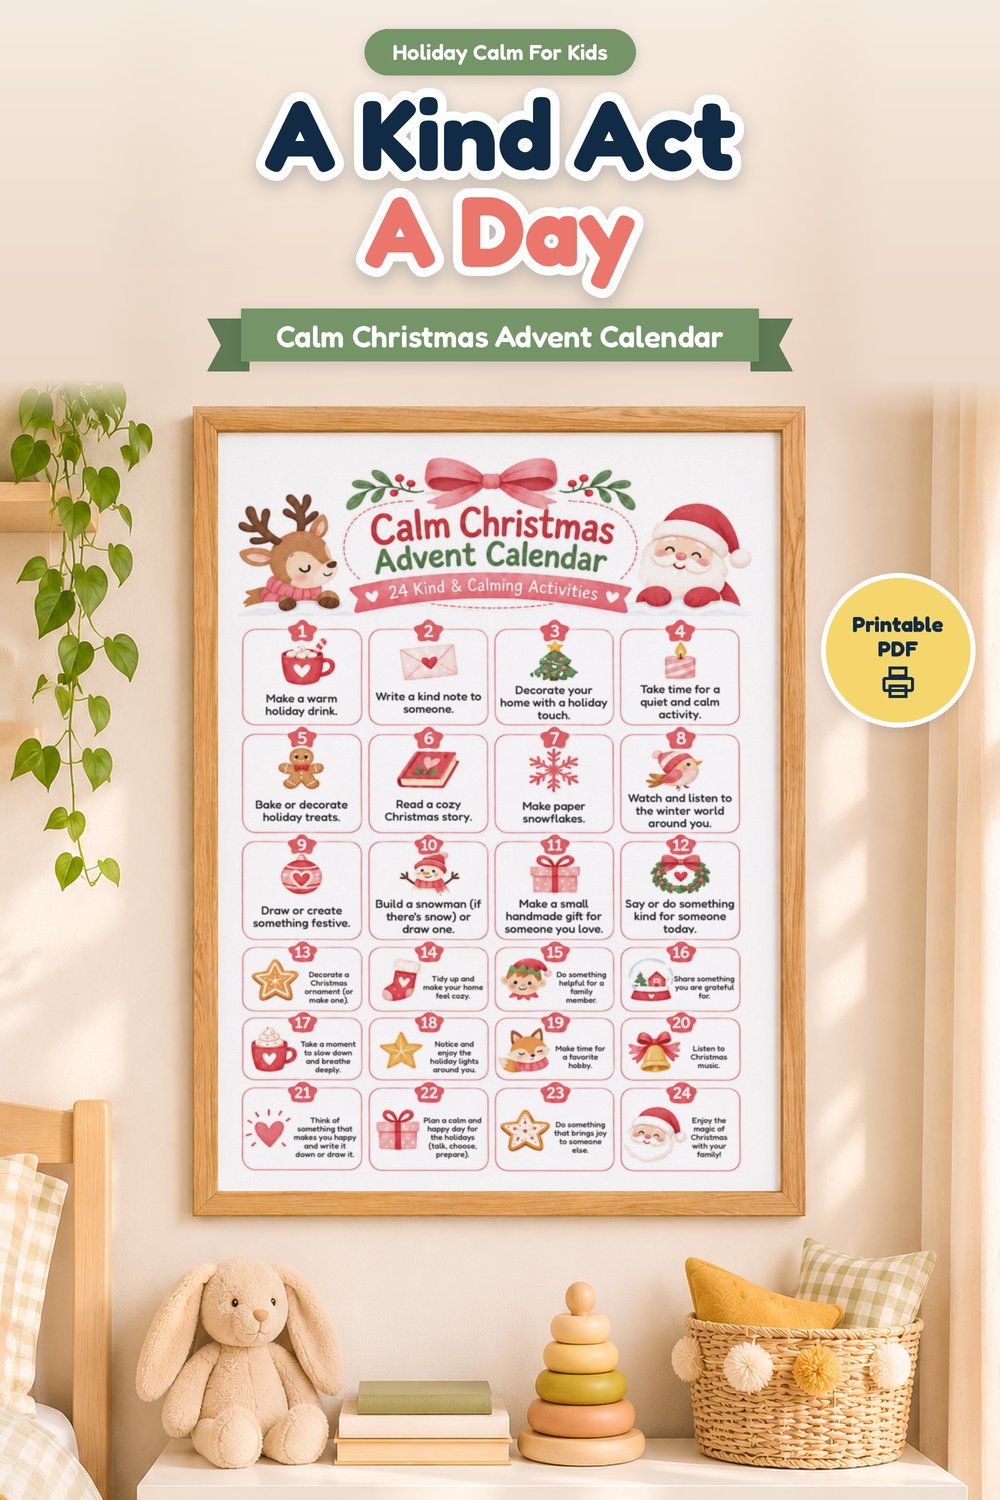 Holiday Calm For Kids
A Kind Act
A Day
Calm Christmas Advent Calendar
Calm Christmas
Advent Calendar
24 Kind & Calming Activities
1
Make a warm
holiday drink.
2
Write a kind note to
someone.
3
Decorate your
home with a holiday
touch.
4
Take time for a
quiet and calm
activity.
5
Bake or decorate
holiday treats.
6
Read a cozy
Christmas story.
7
Make paper
snowflakes.
8
Watch and listen to
the winter world
around you.
9
Draw or create
something festive.
10
Build a snowman (if
there's snow) or
draw one.
11
Make a small
handmade gift for
someone you love.
12
Say or do something
kind for someone
today.
13
Decorate a
Christmas
ornament (or
make one).
14
Tidy up and
make your home
feel cozy.
15
Do something
helpful for a
family
member.
16
Share something
you are grateful
for.
17
Take a moment
to slow down
and breathe
deeply.
18
Notice and
enjoy the
holiday lights
around you.
19
Make time for
a favorite
hobby.
20
Listen to
Christmas
music.
21
Think of
something that
makes you happy
and write it
down or draw it.
22
Plan a calm and
happy day for
the holidays
(talk, choose,
prepare).
23
Do something
that brings joy
to someone
else.
24
Enjoy the
magic of
Christmas
with your
family!
Printable
PDF